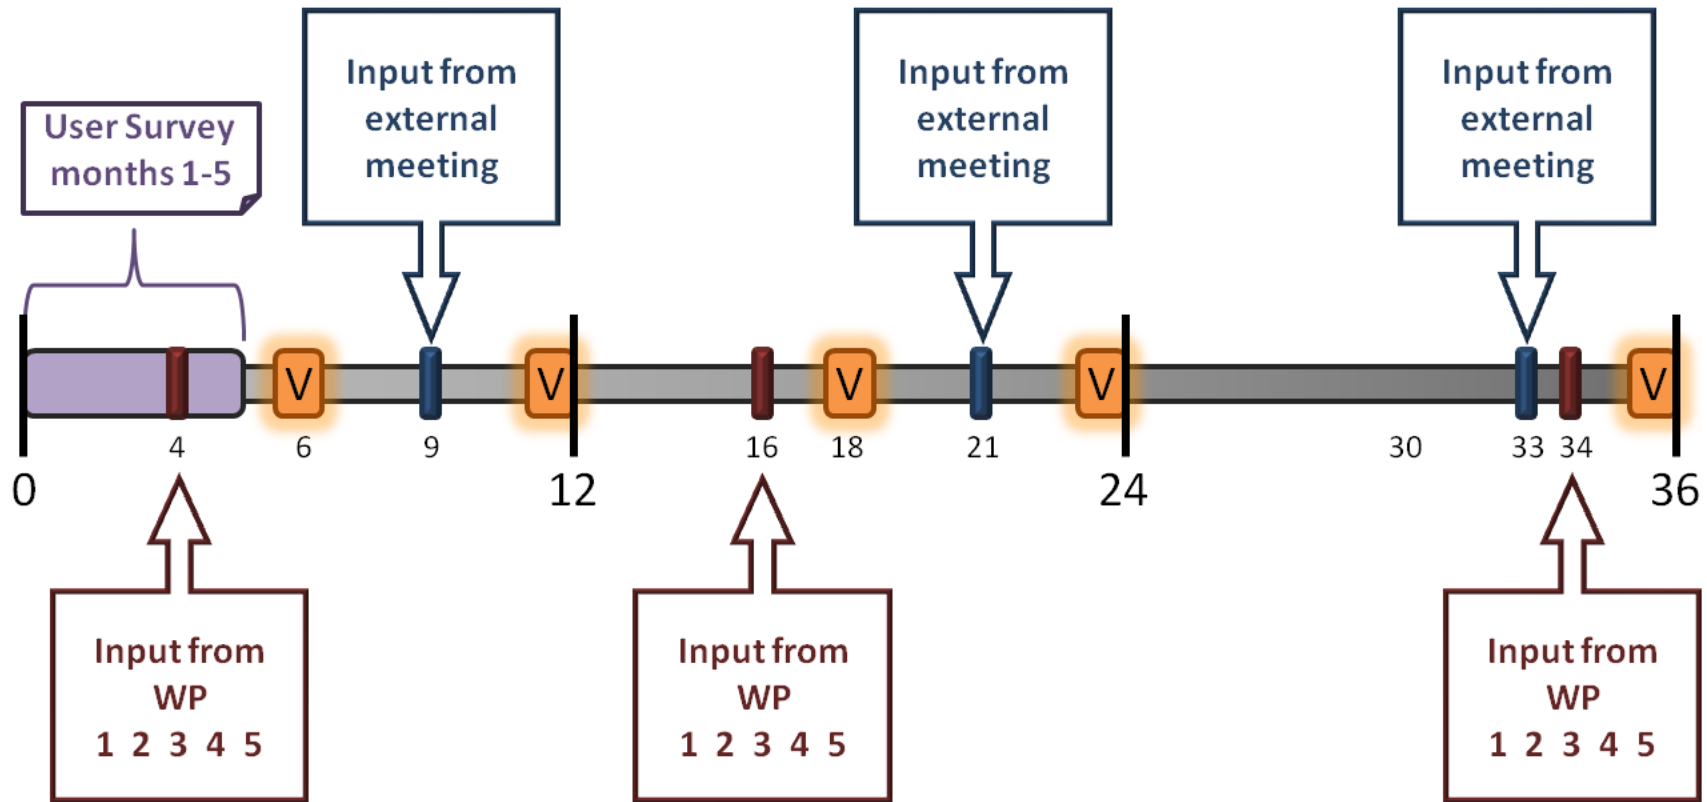 User Survey
months 1-5
Input from
external
meeting
Input from
external
meeting
Input from
external
meeting
V
V
V
V
V
4
6
9
16
18
21
30
33
34
0
12
24
36
Input from
WP
1 2 3 4 5
Input from
WP
1 2 3 4 5
Input from
WP
1 2 3 4 5